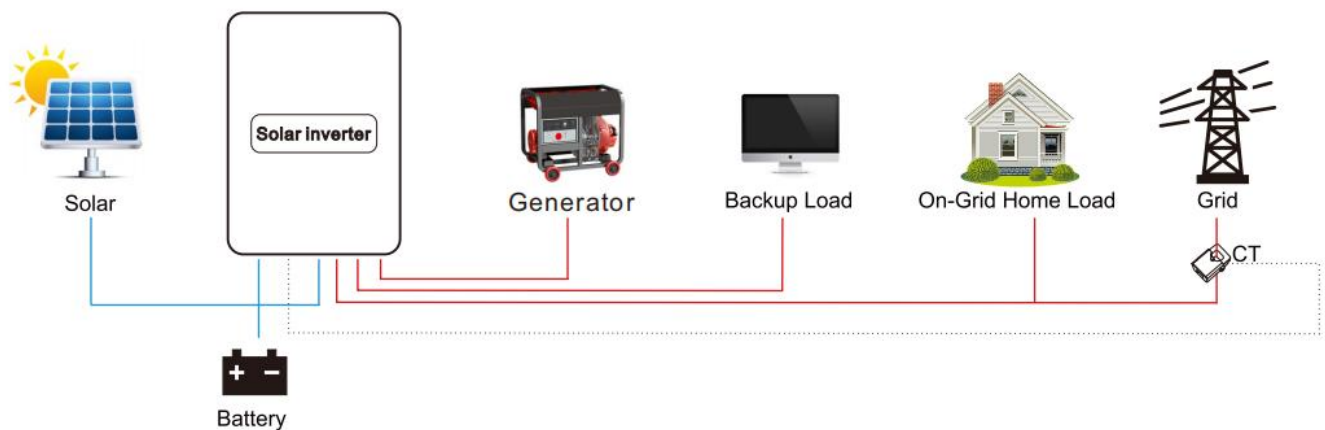 Solar inverter
Solar
Generator
Backup Load
On-Grid Home Load
Grid
CT
Battery